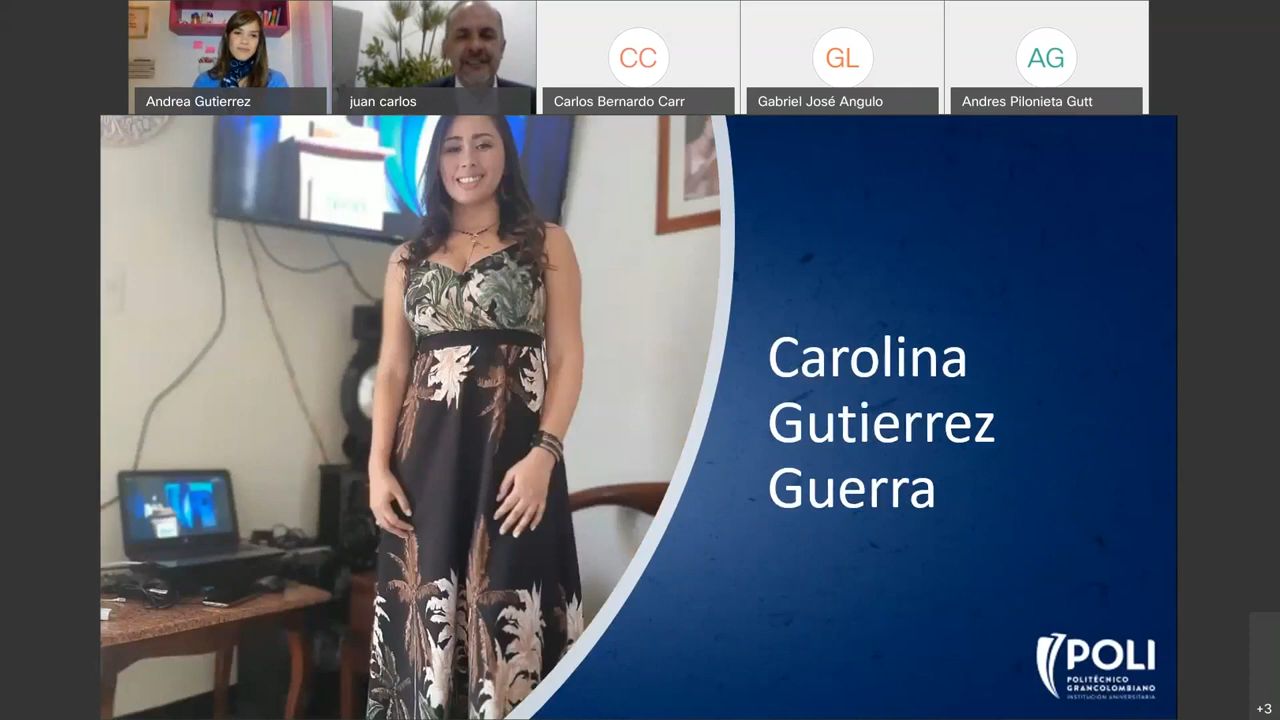 Andrea Gutierrez
juan carlos
CC
Carlos Bernardo Carr
GL
Gabriel José Angulo
AG
Andres Pilonieta Gutt
Carolina
Gutierrez
Guerra
POLI
POLITÉCNICO
GRANCOLOMBIANO
INSTITUCIÓN UNIVERSITARIA
+3